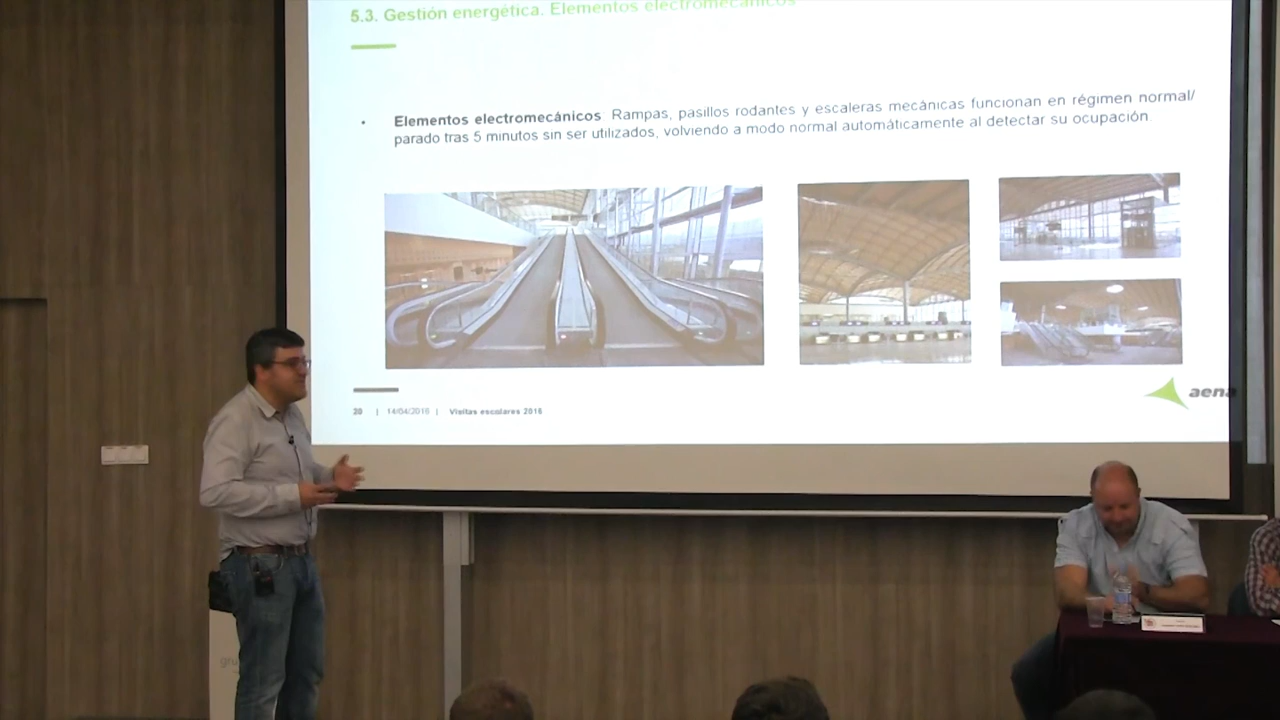 5.3. Gestión energética. Elementos electromecánicos
• Elementos electromecánicos Rampas, pasillos rodantes y escaleras mecánicas funcionan en régimen normal/
parado tras 5 minutos sin ser utilizados, volviendo a modo normal automáticamente al detectar su ocupación.
aena
20 | 14/04/2016 | Visitas escolares 2016